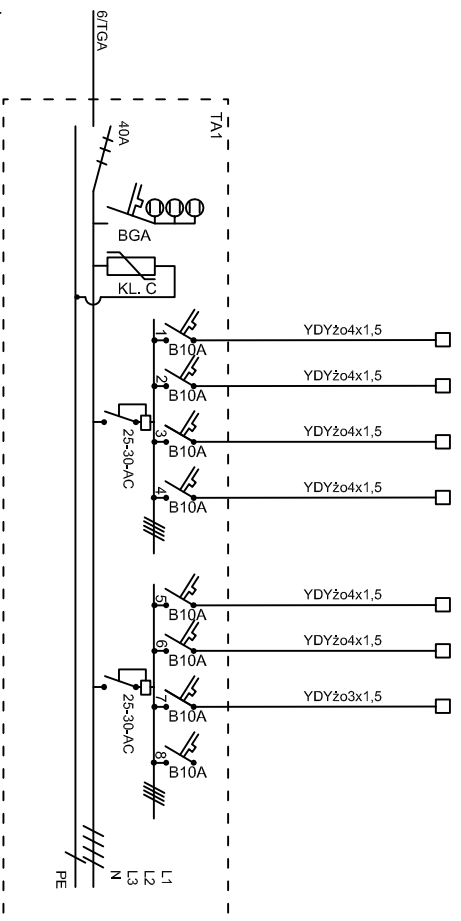 6/TGA
TA1
40A
BGA
KL. C
1
B10A
YDYżo4x1,5
2
B10A
YDYżo4x1,5
3
B10A
YDYżo4x1,5
4
B10A
YDYżo4x1,5
25-30-AC
5
B10A
YDYżo4x1,5
6
B10A
YDYżo4x1,5
7
B10A
YDYżo3x1,5
8
B10A
25-30-AC
L1
L2
L3
N
PE